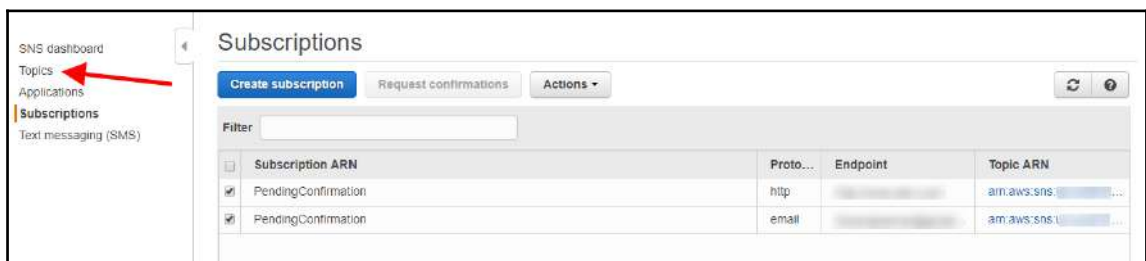 SNS dashboard
Topics
Applications
Subscriptions
Text messaging (SMS)
Subscriptions
Create subscription Request confirmations Actions
Filter
Subscription ARN Proto... Endpoint Topic ARN
PendingConfirmation http arn:aws:sns: ...
PendingConfirmation email arn:aws:sns: ...